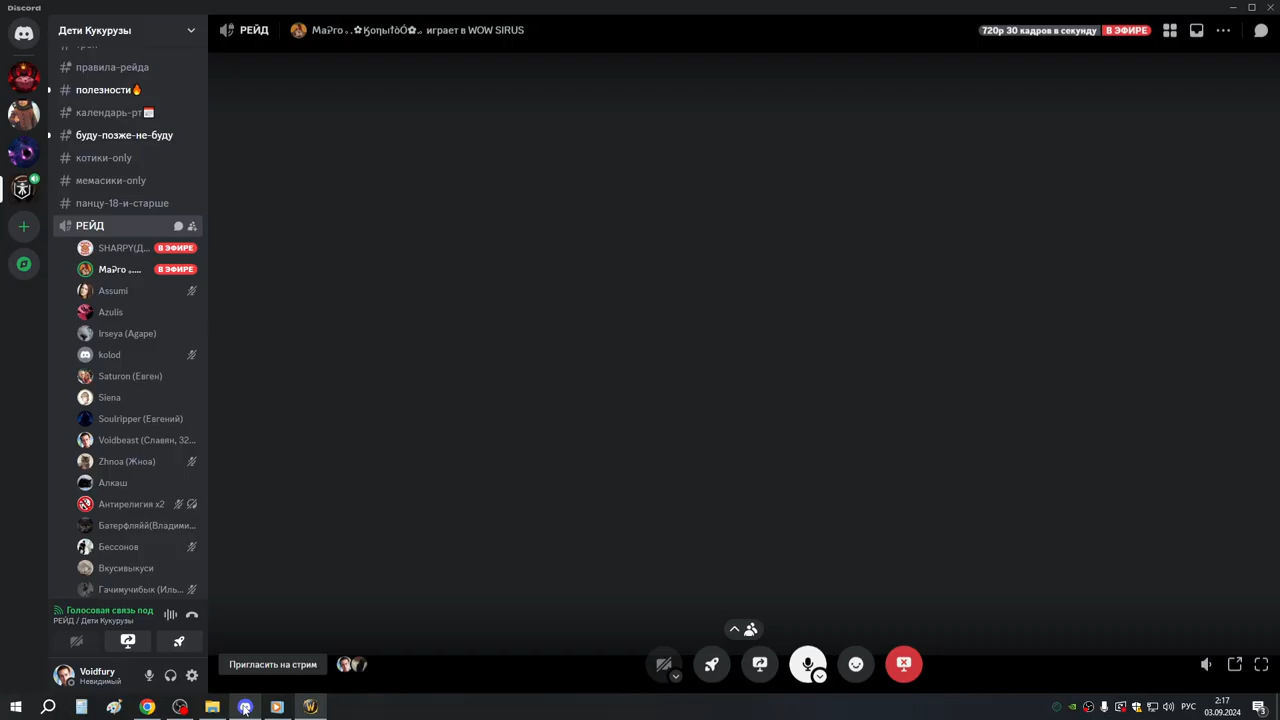 Discord
Дети Кукурузы
правила-рейда
полезности🔥
календарь-рт📅
буду-позже-не-буду
котики-only
мемасики-only
панцу-18-и-старше
РЕЙД
SHARPY(Д... В ЭФИРЕ
В ЭФИРЕ
Assumi
Azulis
Irseya (Agape)
kolod
Saturon (Евген)
Siena
Soulripper (Евгений)
Voidbeast (Славян, 32...
Zhnoa (Жноа)
Алкаш
Антирелигия x2
Батерфляйй(Владими...
Бессонов
Вкусивыкуси
Гачимучибык (Иль...
Голосовая связь под
РЕЙД / Дети Кукурузы
Voidfury
Невидимый
РЕЙД
играет в WOW SIRUS
720p 30 кадров в секунду В ЭФИРЕ
Пригласить на стрим
РУС
2:17
03.09.2024
3